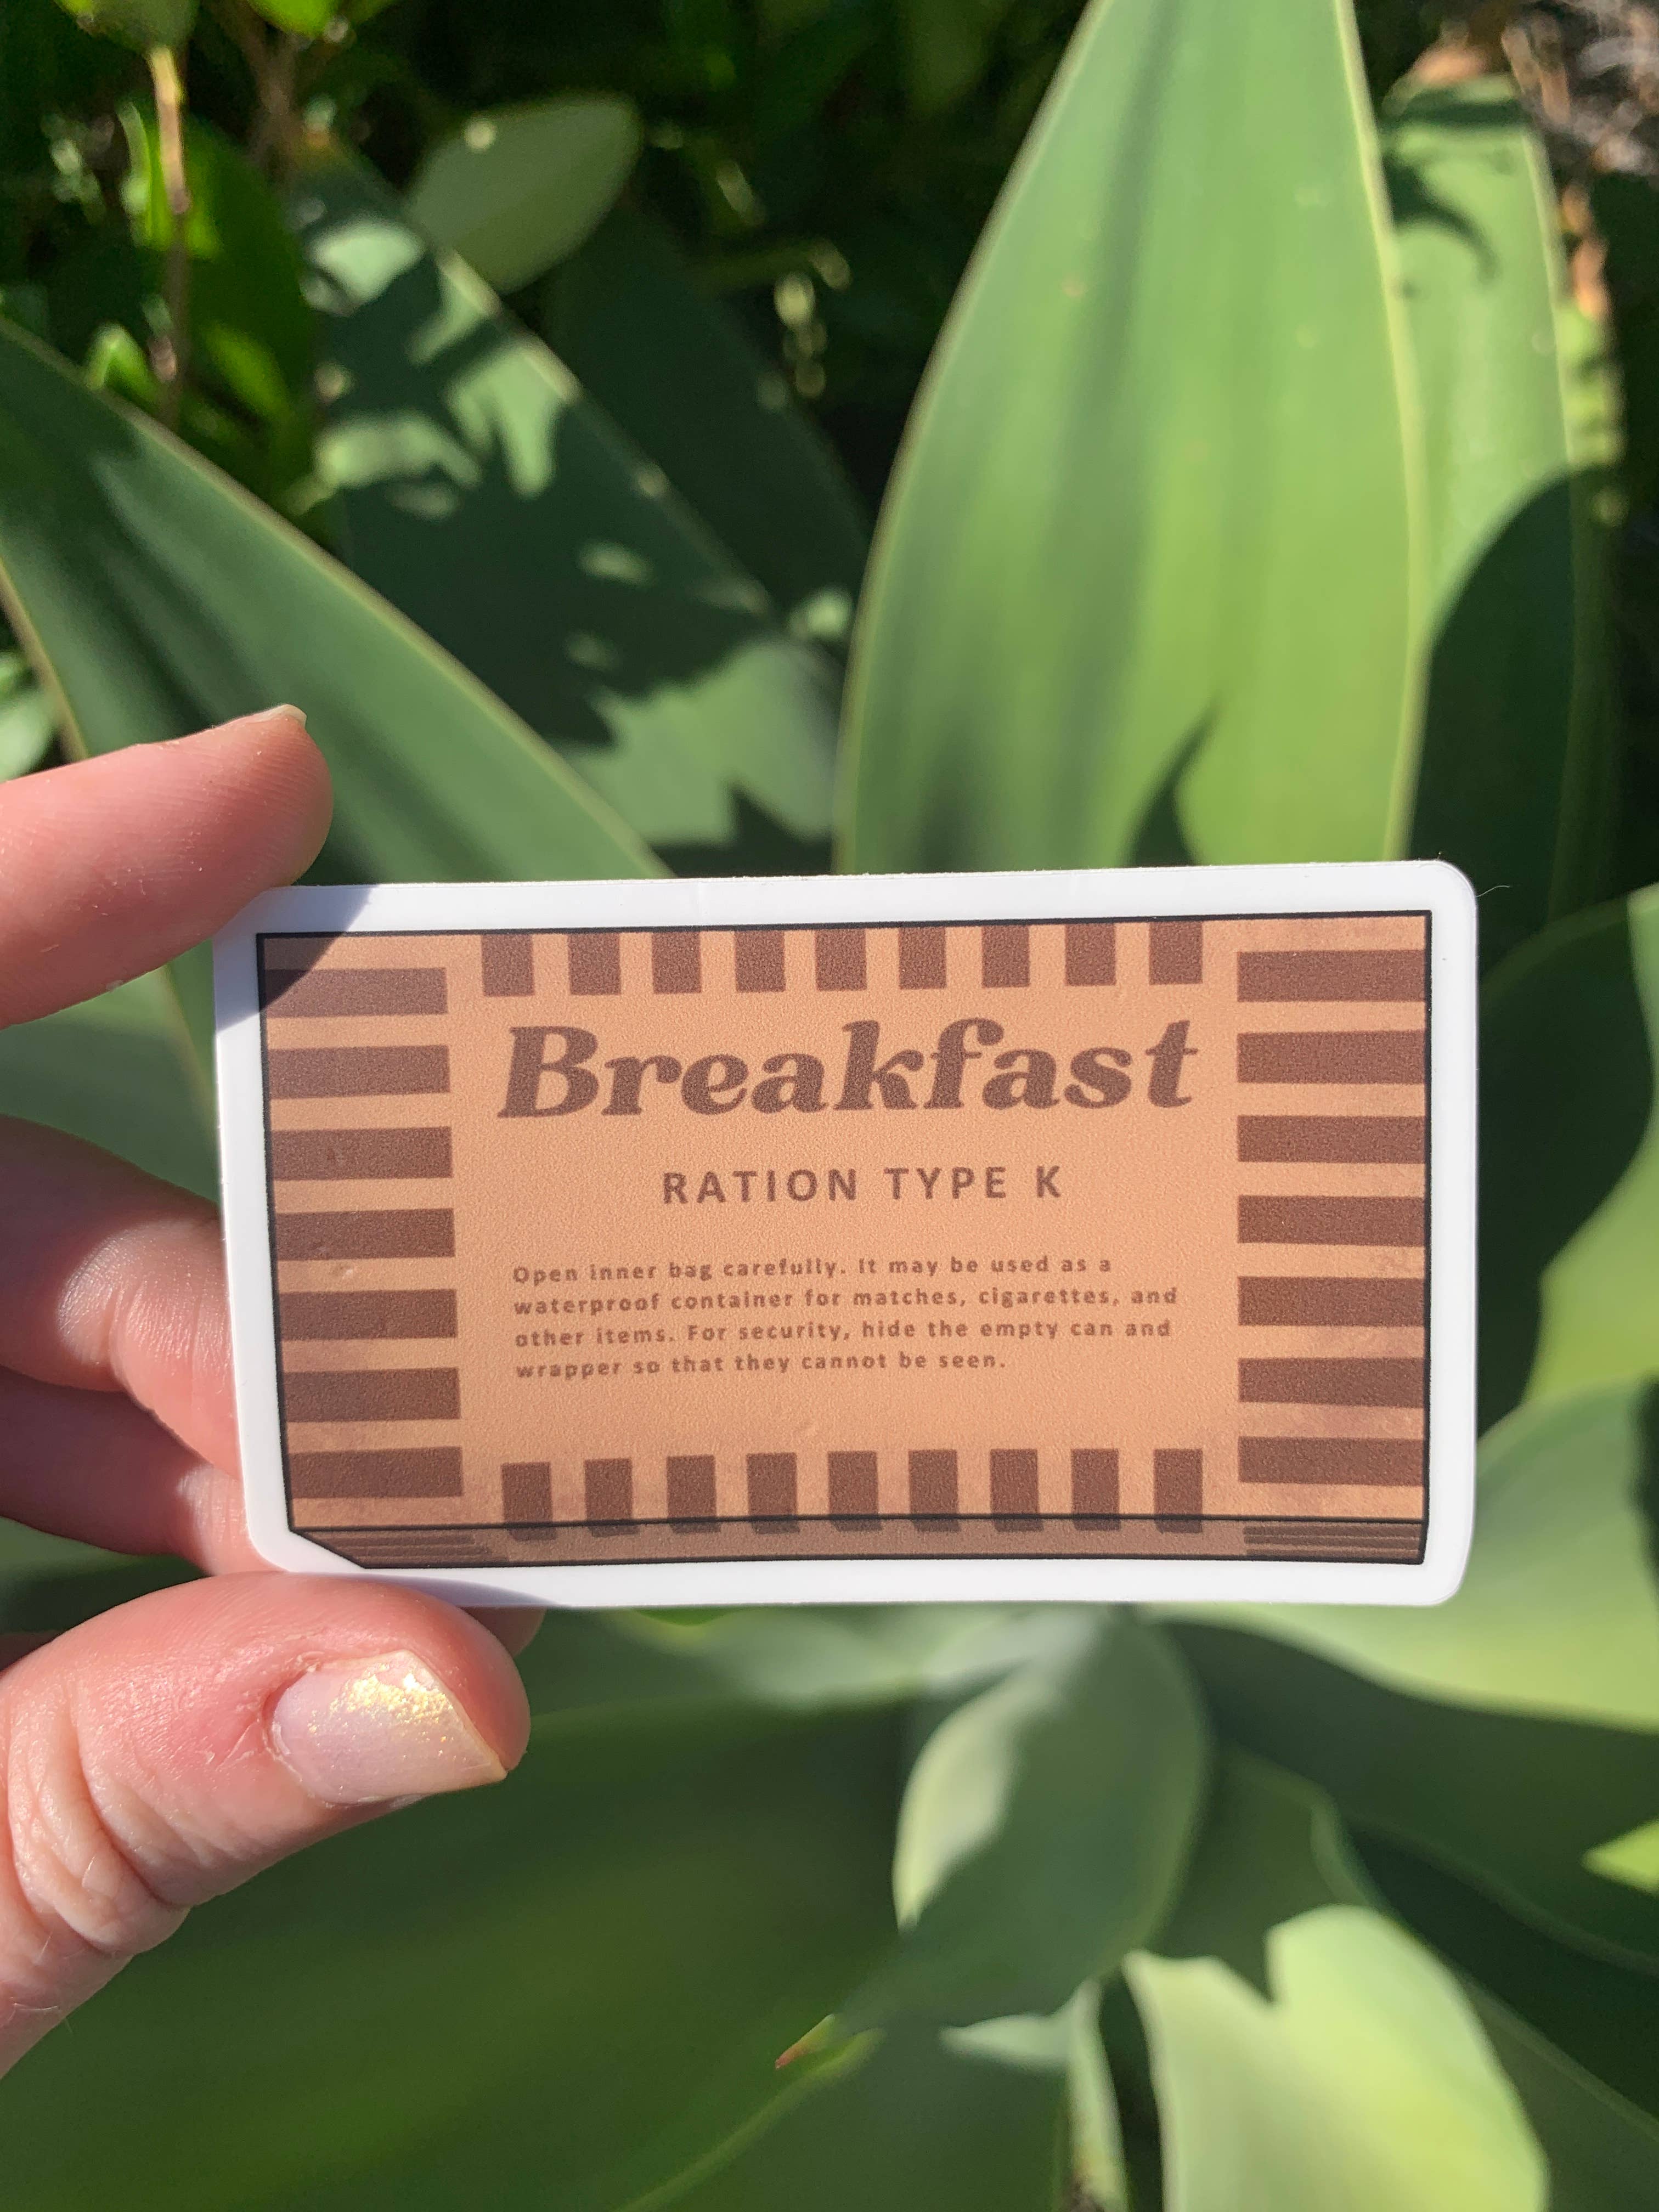 Breakfast
RATION TYPE K
Open inner bag carefully. It may be used as a
waterproof container for matches, cigarettes, and
other items. For security, hide the empty can and
wrapper so that they cannot be seen.